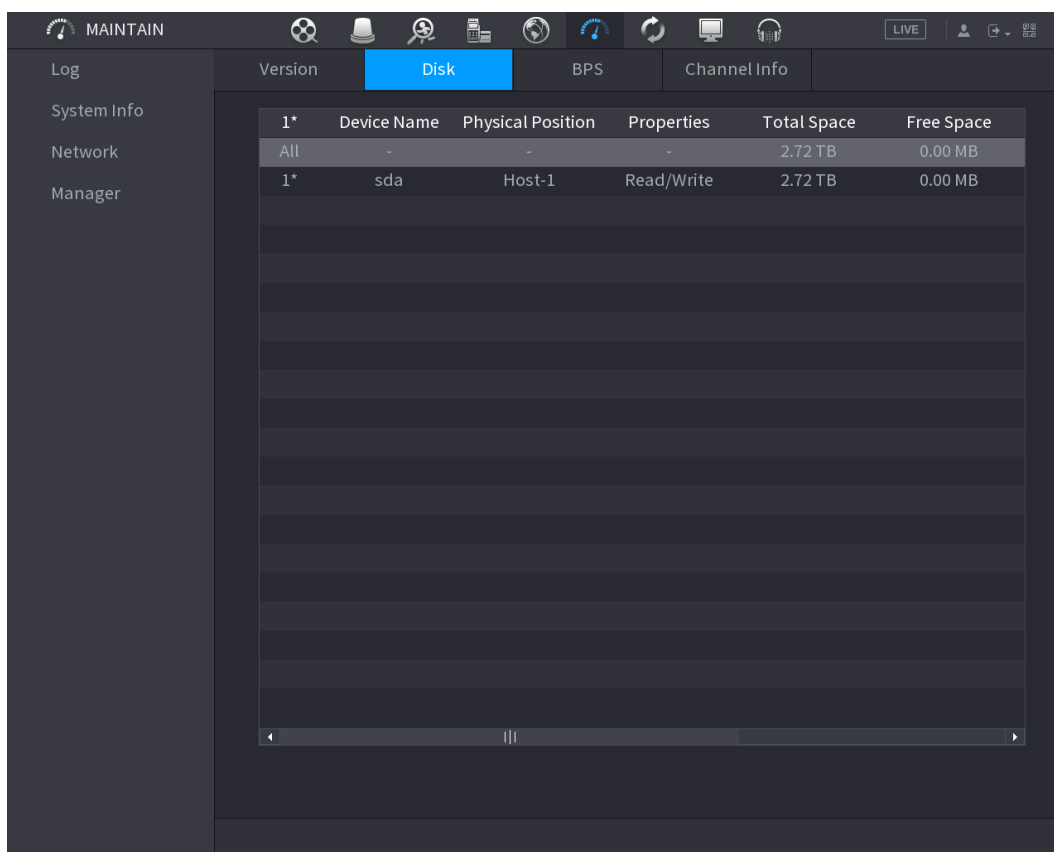 MAINTAIN LIVE
Log
System Info
Network
Manager
Version Disk BPS Channel Info
1* Device Name Physical Position Properties Total Space Free Space
All - - - 2.72 TB 0.00 MB
1* sda Host-1 Read/Write 2.72 TB 0.00 MB